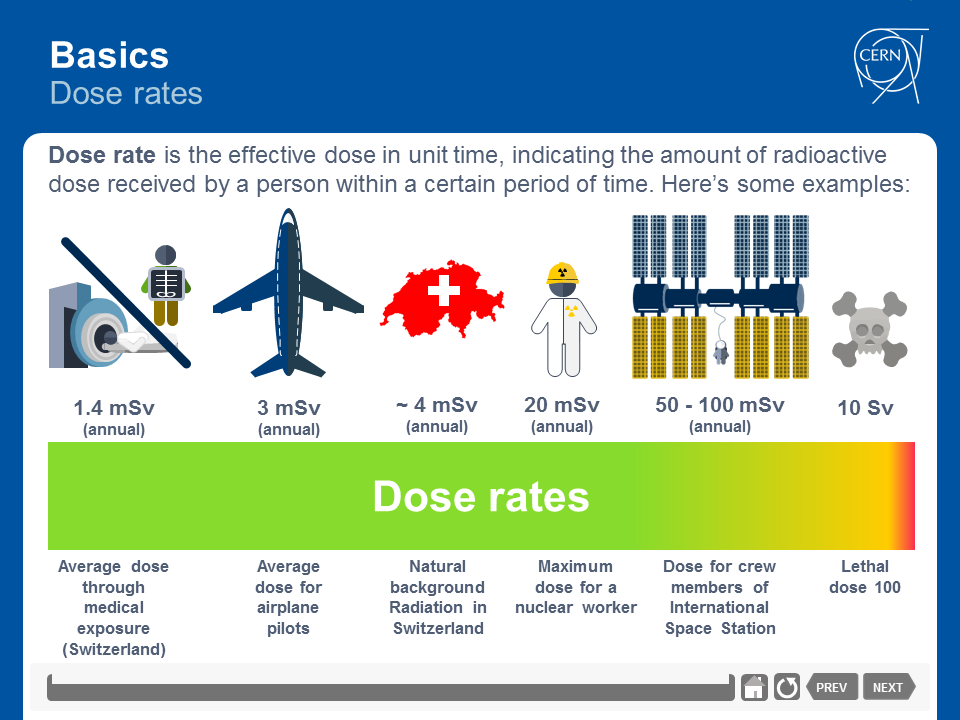 Basics
Dose rates
CERN
Dose rate is the effective dose in unit time, indicating the amount of radioactive
dose received by a person within a certain period of time. Here’s some examples:
1.4 mSv
(annual)
3 mSv
(annual)
~ 4 mSv
(annual)
20 mSv
(annual)
50 - 100 mSv
(annual)
10 Sv
Dose rates
Average dose
through
medical
exposure
(Switzerland)
Average
dose for
airplane
pilots
Natural
background
Radiation in
Switzerland
Maximum
dose for a
nuclear worker
Dose for crew
members of
International
Space Station
Lethal
dose 100
PREV
NEXT